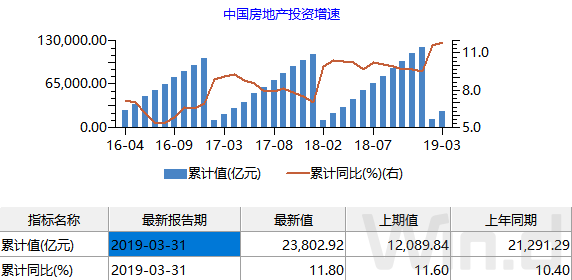 中国房地产投资增速
130,000.00 11.0
65,000.00 8.0
0.00 5.0
16-04 16-09 17-03 17-08 18-02 18-07 19-03
累计值(亿元) 累计同比(%)(右)
指标名称 最新报告期 最新值 上期值 上年同期
累计值(亿元) 2019-03-31 23,802.92 12,089.84 21,291.29
累计同比(%) 2019-03-31 11.80 11.60 10.40
Win.d